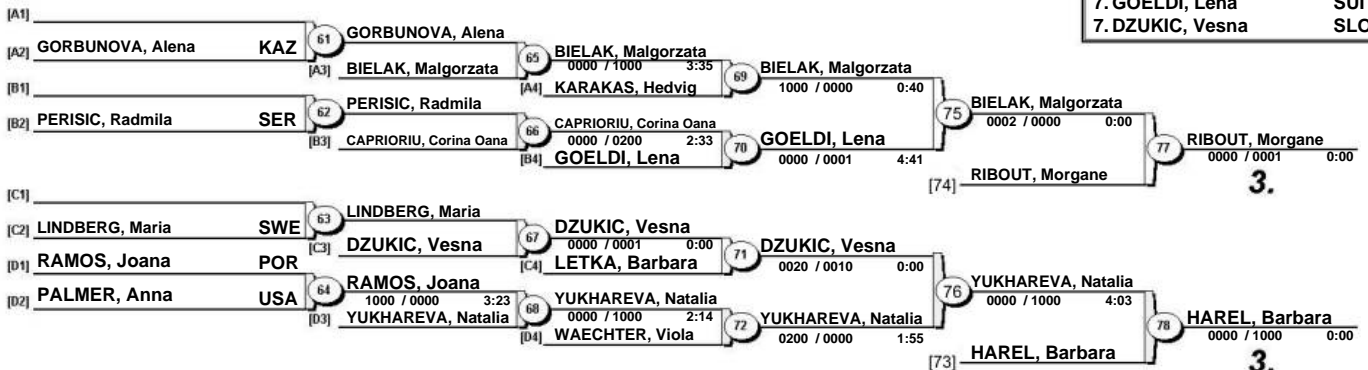 7. GOELDI, Lena SUI
7. DZUKIC, Vesna SLO
[A1]
[A2] GORBUNOVA, Alena KAZ 61 GORBUNOVA, Alena
[A3] BIELAK, Malgorzata 65 BIELAK, Malgorzata
0000 / 1000 3:35
[A4] KARAKAS, Hedvig 69 BIELAK, Malgorzata
1000 / 0000 0:40
[B1]
[B2] PERISIC, Radmila SER 62 PERISIC, Radmila
[B3] CAPRIORIU, Corina Oana 66 CAPRIORIU, Corina Oana
0000 / 0200 2:33
[B4] GOELDI, Lena 70 GOELDI, Lena
0000 / 0001 4:41
75 BIELAK, Malgorzata
0002 / 0000 0:00
[74] RIBOUT, Morgane 77 RIBOUT, Morgane
0000 / 0001 0:00
3.
[C1]
[C2] LINDBERG, Maria SWE 63 LINDBERG, Maria
[C3] DZUKIC, Vesna 67 DZUKIC, Vesna
0000 / 0001 0:00
[C4] LETKA, Barbara 71 DZUKIC, Vesna
0020 / 0010 0:00
[D1] RAMOS, Joana POR
[D2] PALMER, Anna USA 64 RAMOS, Joana
1000 / 0000 3:23
[D3] YUKHAREVA, Natalia 68 YUKHAREVA, Natalia
0000 / 1000 2:14
[D4] WAECHTER, Viola 72 YUKHAREVA, Natalia
0200 / 0000 1:55
76 YUKHAREVA, Natalia
0000 / 1000 4:03
[73] HAREL, Barbara 78 HAREL, Barbara
0000 / 1000 0:00
3.